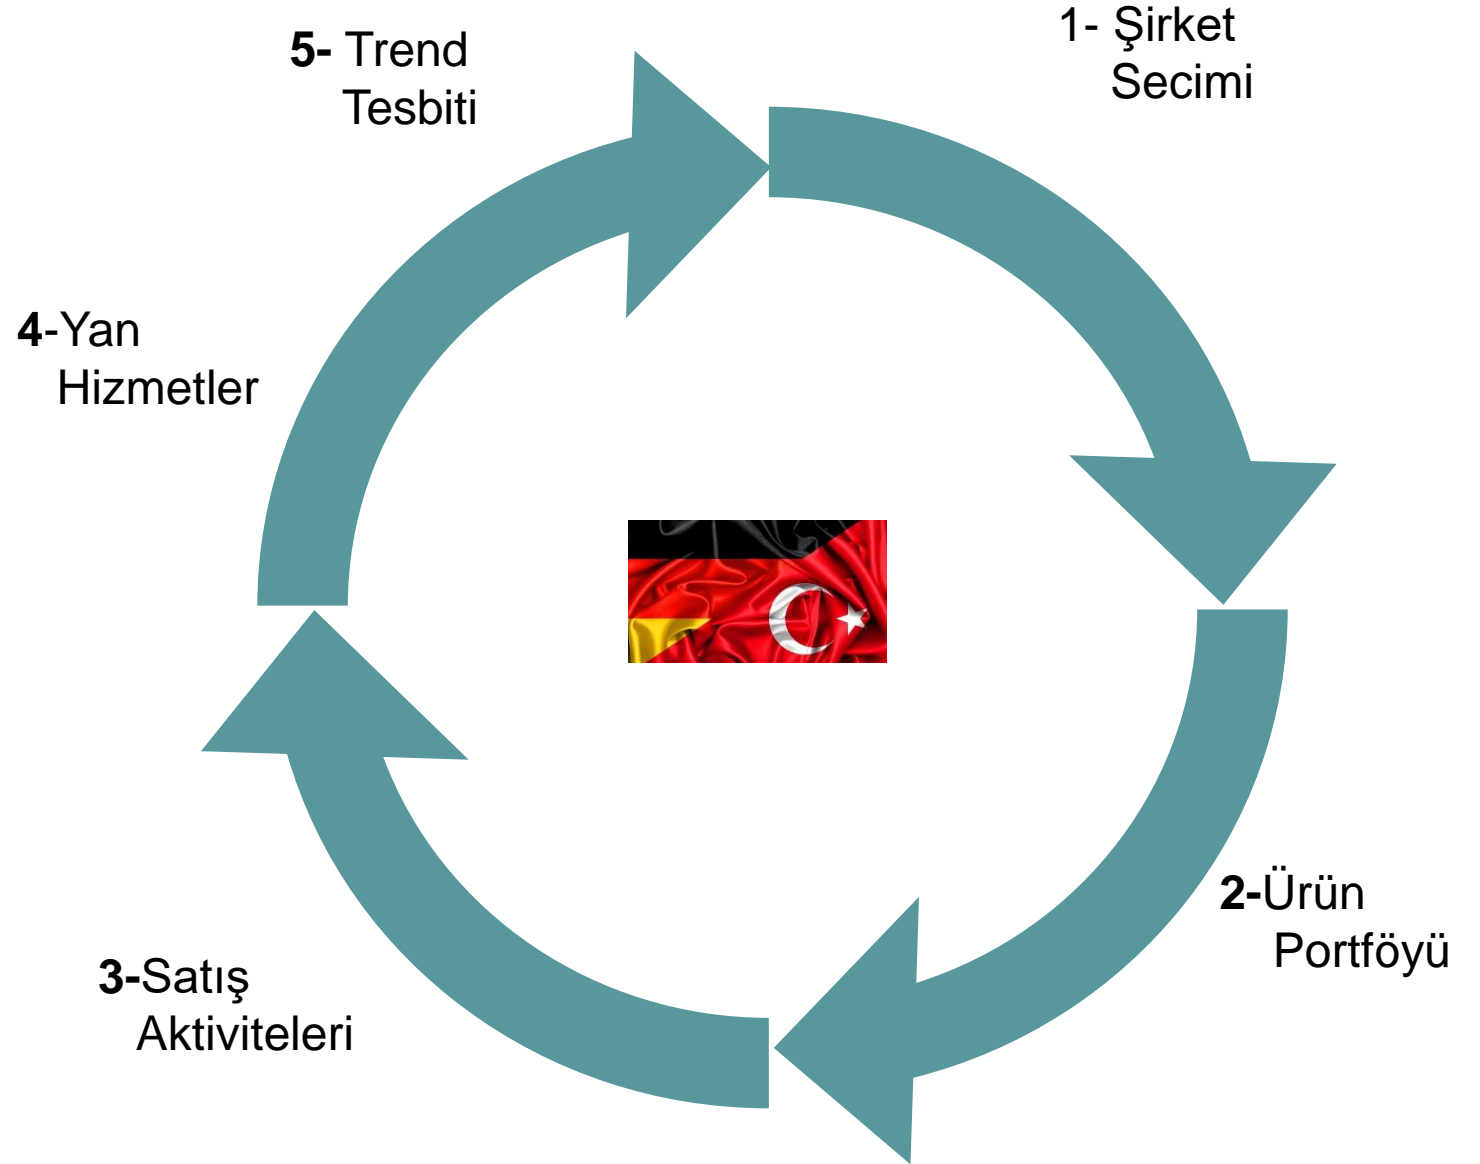 1- Şirket
Secimi
2-Ürün
Portföyü
3-Satış
Aktiviteleri
4-Yan
Hizmetler
5- Trend
Tesbiti